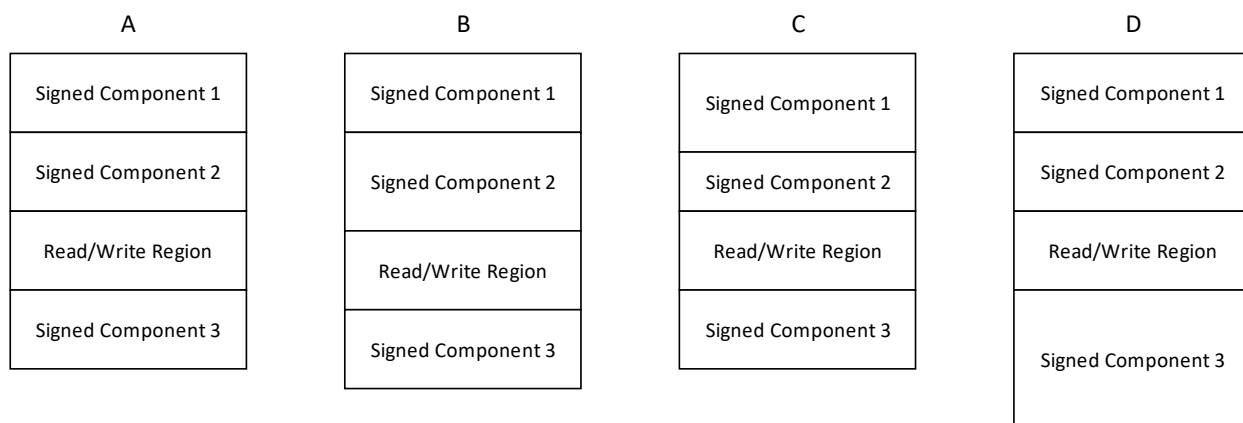 A
B
C
D
Signed Component 1
Signed Component 2
Read/Write Region
Signed Component 3
Signed Component 1
Signed Component 2
Read/Write Region
Signed Component 3
Signed Component 1
Signed Component 2
Read/Write Region
Signed Component 3
Signed Component 1
Signed Component 2
Read/Write Region
Signed Component 3